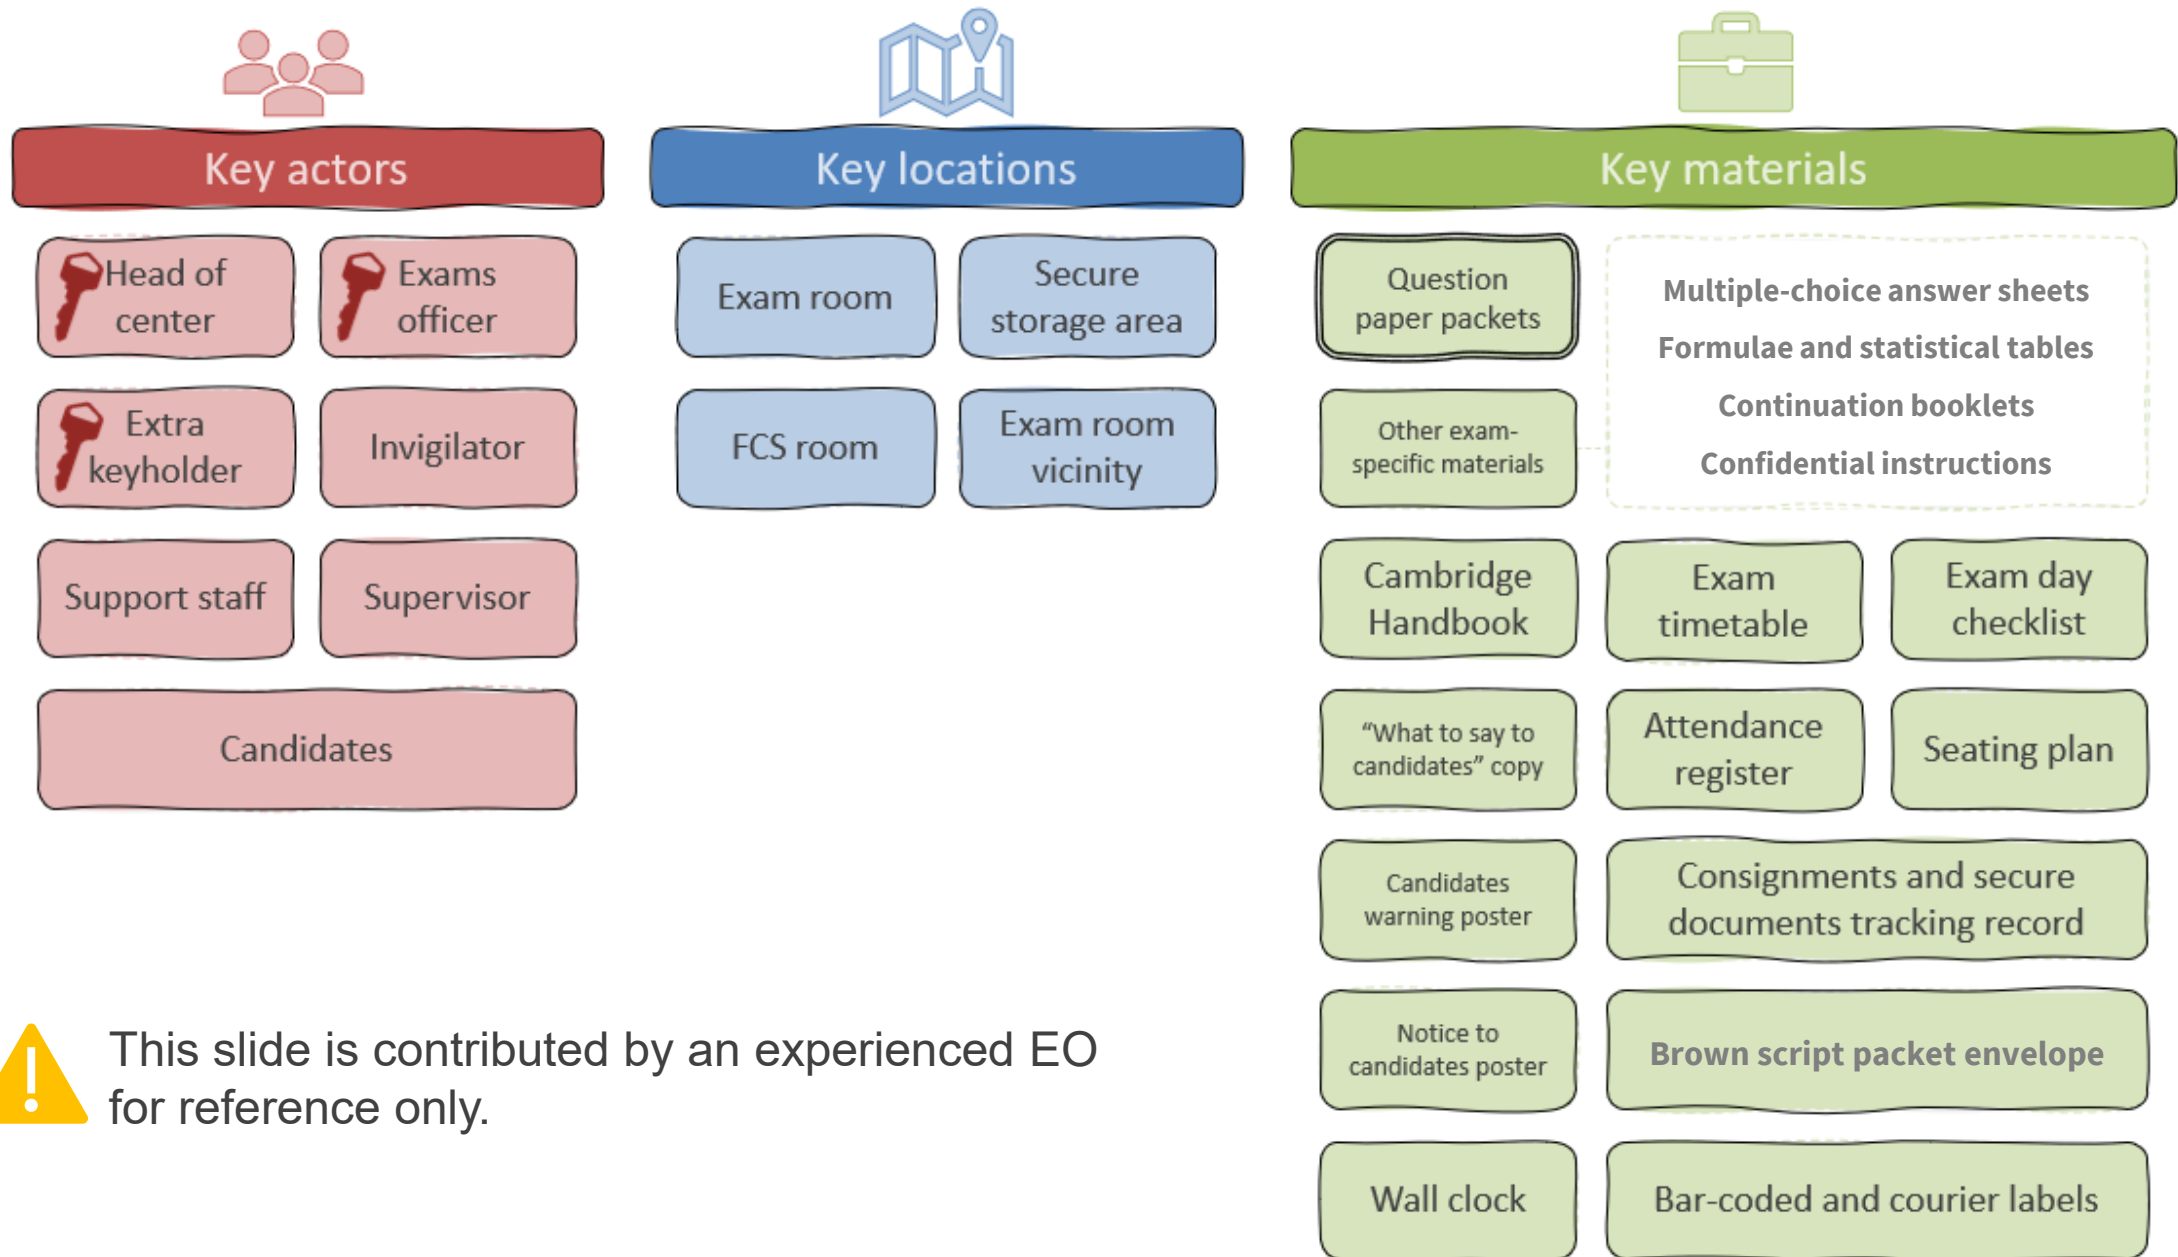 Key actors
Head of
center
Exams
officer
Extra
keyholder
Invigilator
Support staff
Supervisor
Candidates
Key locations
Exam room
Secure
storage area
FCS room
Exam room
vicinity
Key materials
Question
paper packets
Other exam-
specific materials
Multiple-choice answer sheets
Formulae and statistical tables
Continuation booklets
Confidential instructions
Cambridge
Handbook
Exam
timetable
Exam day
checklist
“What to say to
candidates” copy
Attendance
register
Seating plan
Candidates
warning poster
Consignments and secure
documents tracking record
Notice to
candidates poster
Brown script packet envelope
Wall clock
Bar-coded and courier labels
This slide is contributed by an experienced EO
for reference only.